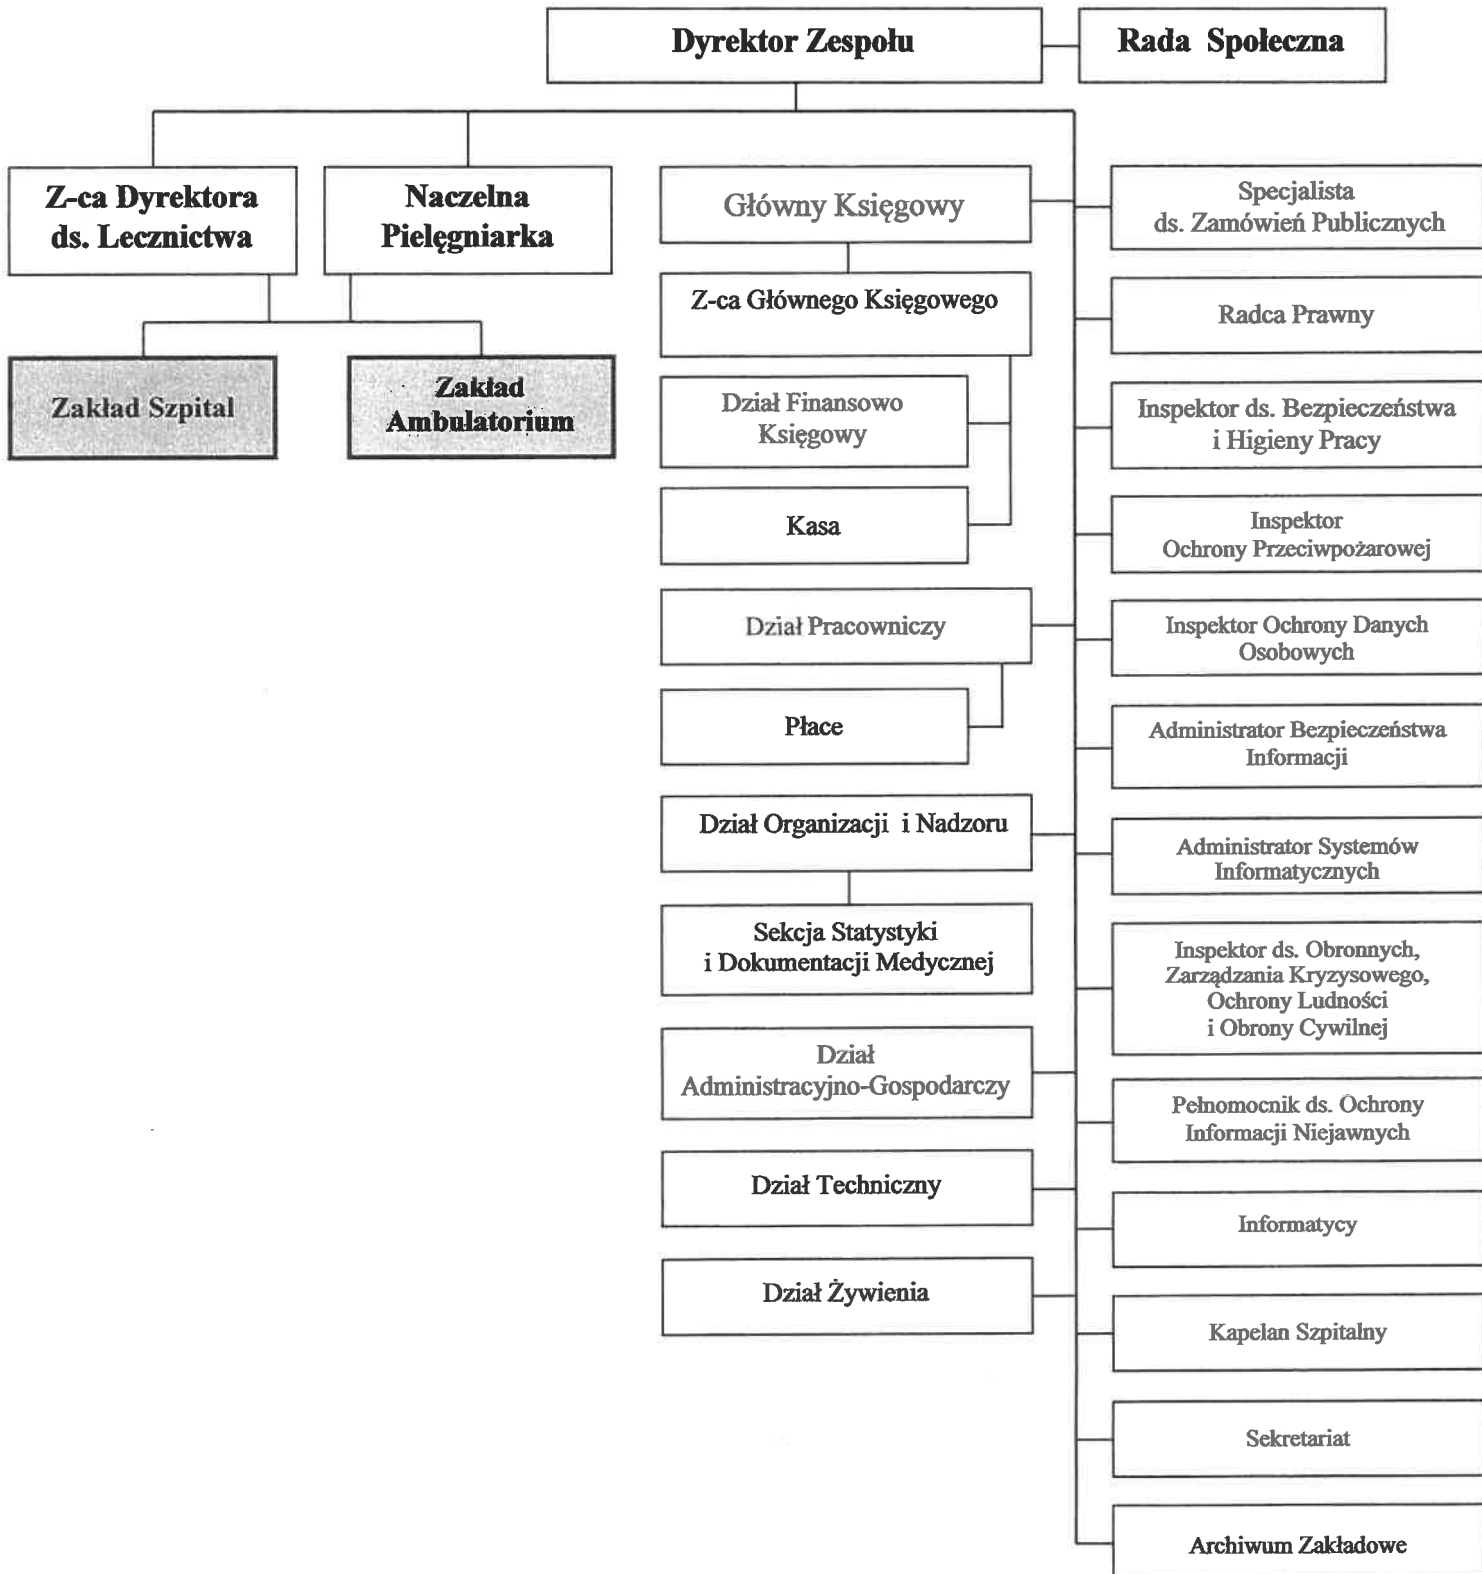 Dyrektor Zespołu
Rada Społeczna
Z-ca Dyrektora
ds. Lecznictwa
Naczelna
Pielęgniarka
Zakład Szpital
Zakład
Ambulatorium
Główny Księgowy
Z-ca Głównego Księgowego
Dział Finansowo
Księgowy
Kasa
Dział Pracowniczy
Płace
Dział Organizacji i Nadzoru
Sekcja Statystyki
i Dokumentacji Medycznej
Dział
Administracyjno-Gospodarczy
Dział Techniczny
Dział Żywienia
Specjalista
ds. Zamówień Publicznych
Radca Prawny
Inspektor ds. Bezpieczeństwa
i Higieny Pracy
Inspektor
Ochrony Przeciwpożarowej
Inspektor Ochrony Danych
Osobowych
Administrator Bezpieczeństwa
Informacji
Administrator Systemów
Informatycznych
Inspektor ds. Obronnych,
Zarządzania Kryzysowego,
Ochrony Ludności
i Obrony Cywilnej
Pełnomocnik ds. Ochrony
Informacji Niejawnych
Informatycy
Kapelan Szpitalny
Sekretariat
Archiwum Zakładowe